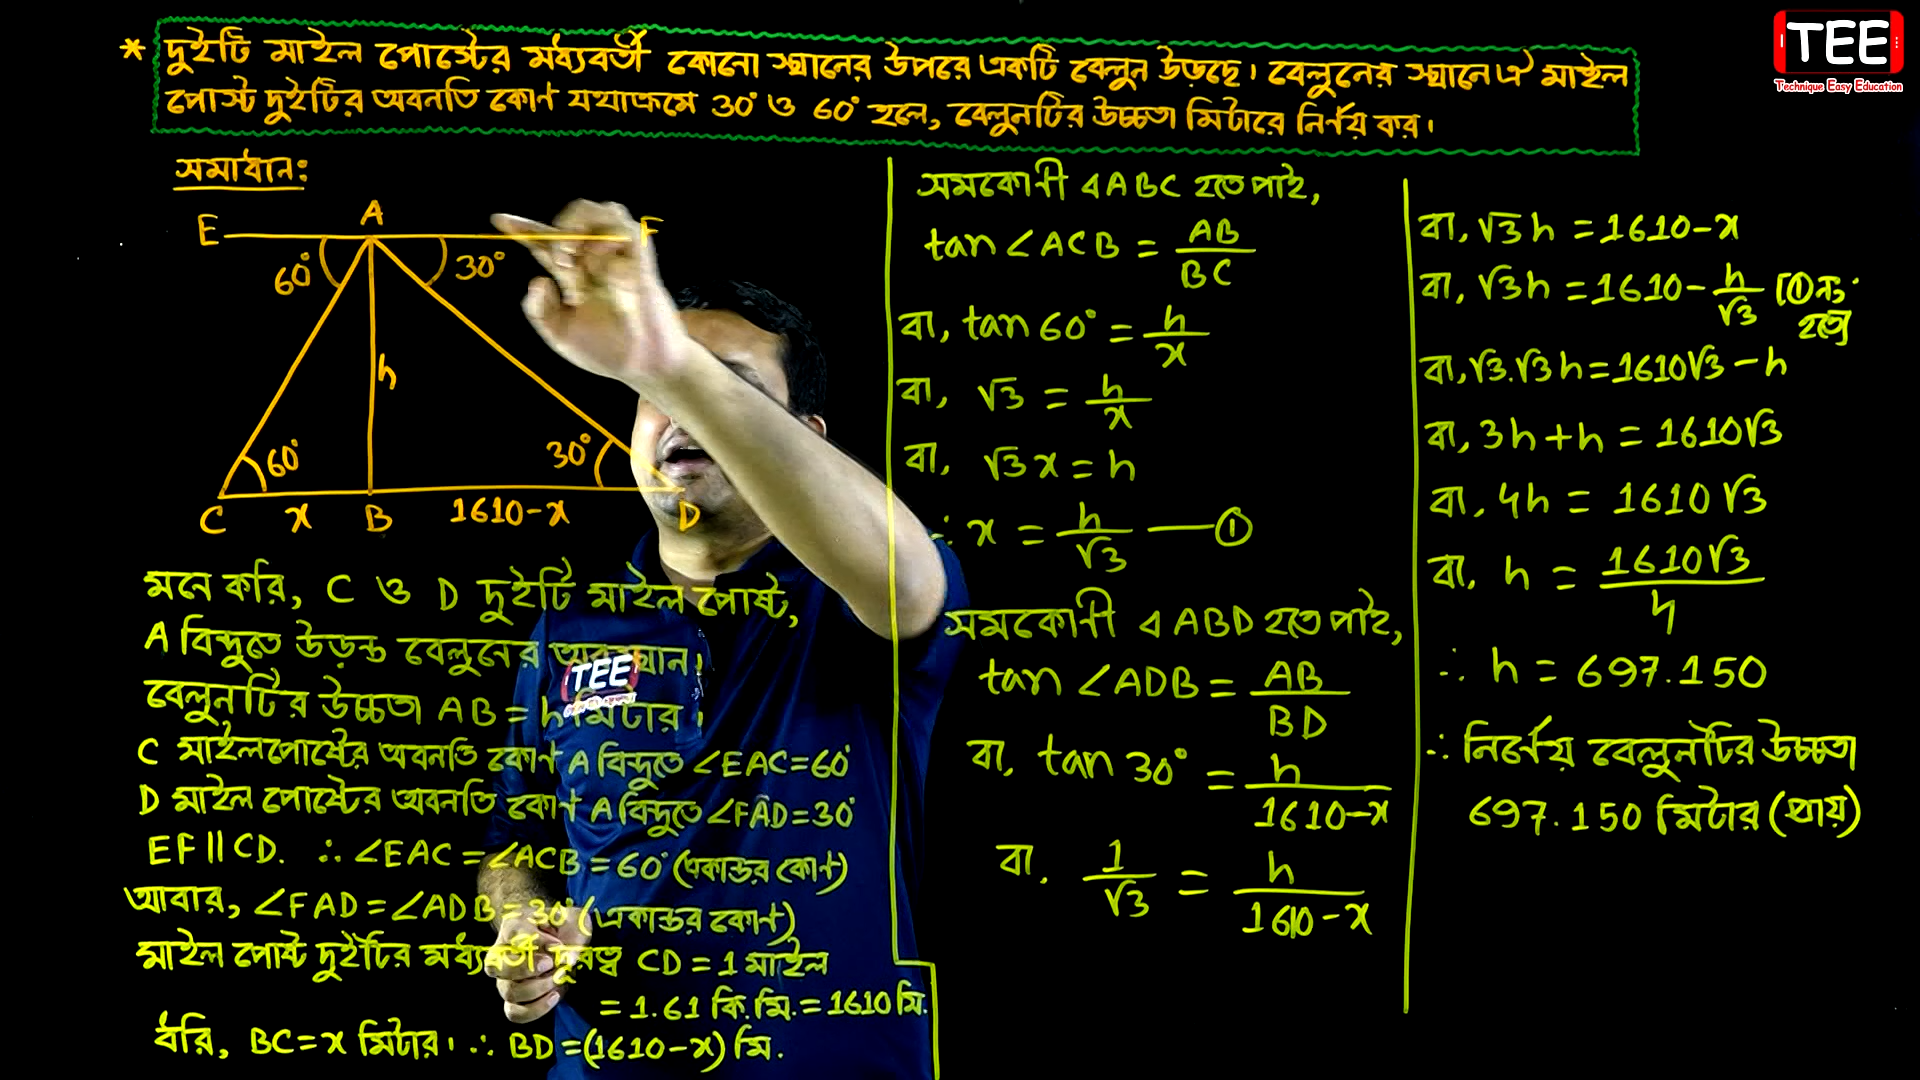 * দুইটি মাইল পোস্টের মধ্যবর্তী কোনো স্থানের উপরে একটি বেলুন উড়ছে। বেলুনের স্থানে ঐ মাইল
পোস্ট দুইটির অবনতি কোণ যথাক্রমে 30° ও 60° হলে, বেলুনটির উচ্চতা মিটারে নির্ণয় কর।
TEE
Technique Easy Education
সমাধান:
E A F
60° 30°
h
60° 30°
C x B 1610-x D
মনে করি, C ও D দুইটি মাইল পোষ্ট,
A বিন্দুতে উড়ন্ত বেলুনের অবস্থান।
বেলুনটির উচ্চতা AB = h মিটার।
C মাইলপোষ্টের অবনতি কোণ A বিন্দুতে ∠EAC=60°
D মাইল পোষ্টের অবনতি কোণ A বিন্দুতে ∠FAD=30°
EF||CD. ∴ ∠EAC = ∠ACB = 60° (একান্তর কোণ)
আবার, ∠FAD = ∠ADB = 30° (একান্তর কোণ)
মাইল পোষ্ট দুইটির মধ্যবর্তী দূরত্ব CD = 1 মাইল
= 1.61 কি.মি. = 1610 মি.
ধরি, BC = x মিটার। ∴ BD = (1610-x) মি.
TEE
সমকোণী ⊿ABC হতে পাই,
tan ∠ACB = AB/BC
বা, tan 60° = h/x
বা, √3 = h/x
বা, √3 x = h
∴ x = h/√3 —— ①
সমকোণী ⊿ABD হতে পাই,
tan ∠ADB = AB/BD
বা, tan 30° = h/1610-x
বা, 1/√3 = h/1610-x
বা, √3 h = 1610-x
বা, √3 h = 1610 - h/√3 [① নং হতে]
বা, √3.√3 h = 1610√3 - h
বা, 3h + h = 1610√3
বা, 4h = 1610√3
বা, h = 1610√3/4
∴ h = 697.150
∴ নির্ণেয় বেলুনটির উচ্চতা
697.150 মিটার (প্রায়)